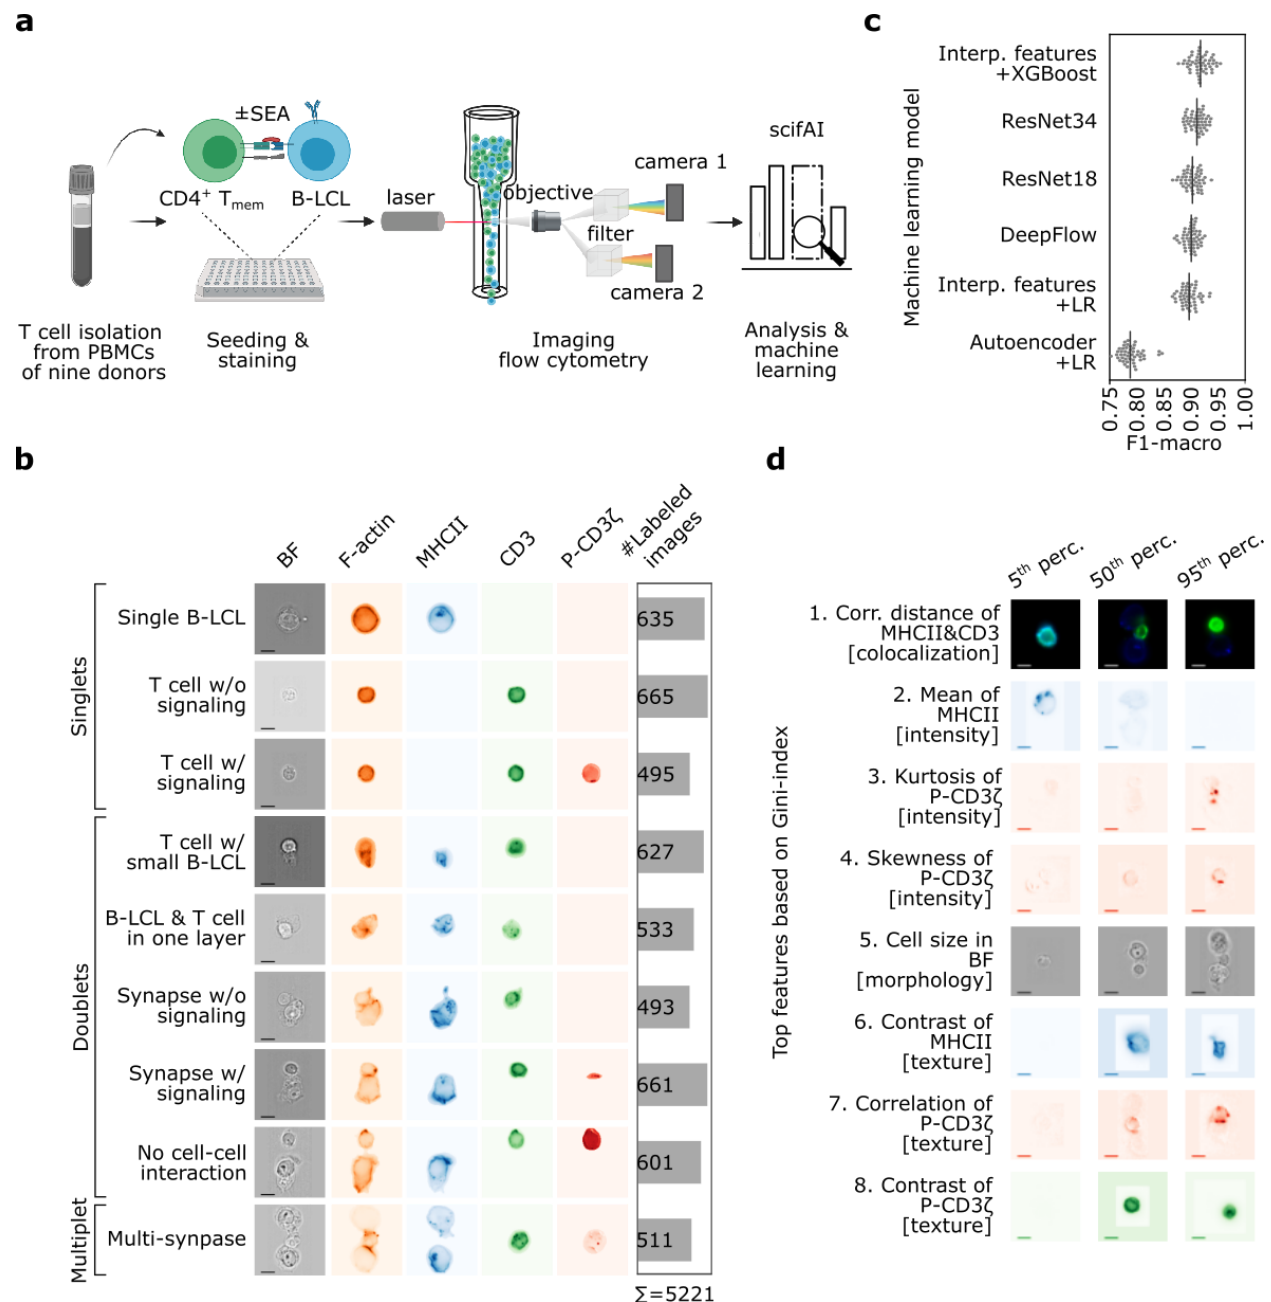 a
±SEA
CD4⁺ Tmem
B-LCL
laser
objective
filter
camera 1
camera 2
scifAI
T cell isolation
from PBMCs
of nine donors
Seeding &
staining
Imaging
flow cytometry
Analysis &
machine
learning
c
Machine learning model
Interp. features
+XGBoost
ResNet34
ResNet18
DeepFlow
Interp. features
+LR
Autoencoder
+LR
0.75
0.80
0.85
0.90
0.95
1.00
F1-macro
b
BF
F-actin
MHCII
CD3
P-CD3ζ
#Labeled
images
Singlets
Single B-LCL
635
T cell w/o
signaling
665
T cell w/
signaling
495
Doublets
T cell w/
small B-LCL
627
B-LCL & T cell
in one layer
533
Synapse w/o
signaling
493
Synapse w/
signaling
661
No cell-cell
interaction
601
Multiplet
Multi-synpase
511
Σ=5221
d
5th perc.
50th perc.
95th perc.
Top features based on Gini-index
1. Corr. distance of
MHCII&CD3
[colocalization]
2. Mean of
MHCII
[intensity]
3. Kurtosis of
P-CD3ζ
[intensity]
4. Skewness of
P-CD3ζ
[intensity]
5. Cell size in
BF
[morphology]
6. Contrast of
MHCII
[texture]
7. Correlation of
P-CD3ζ
[texture]
8. Contrast of
P-CD3ζ
[texture]